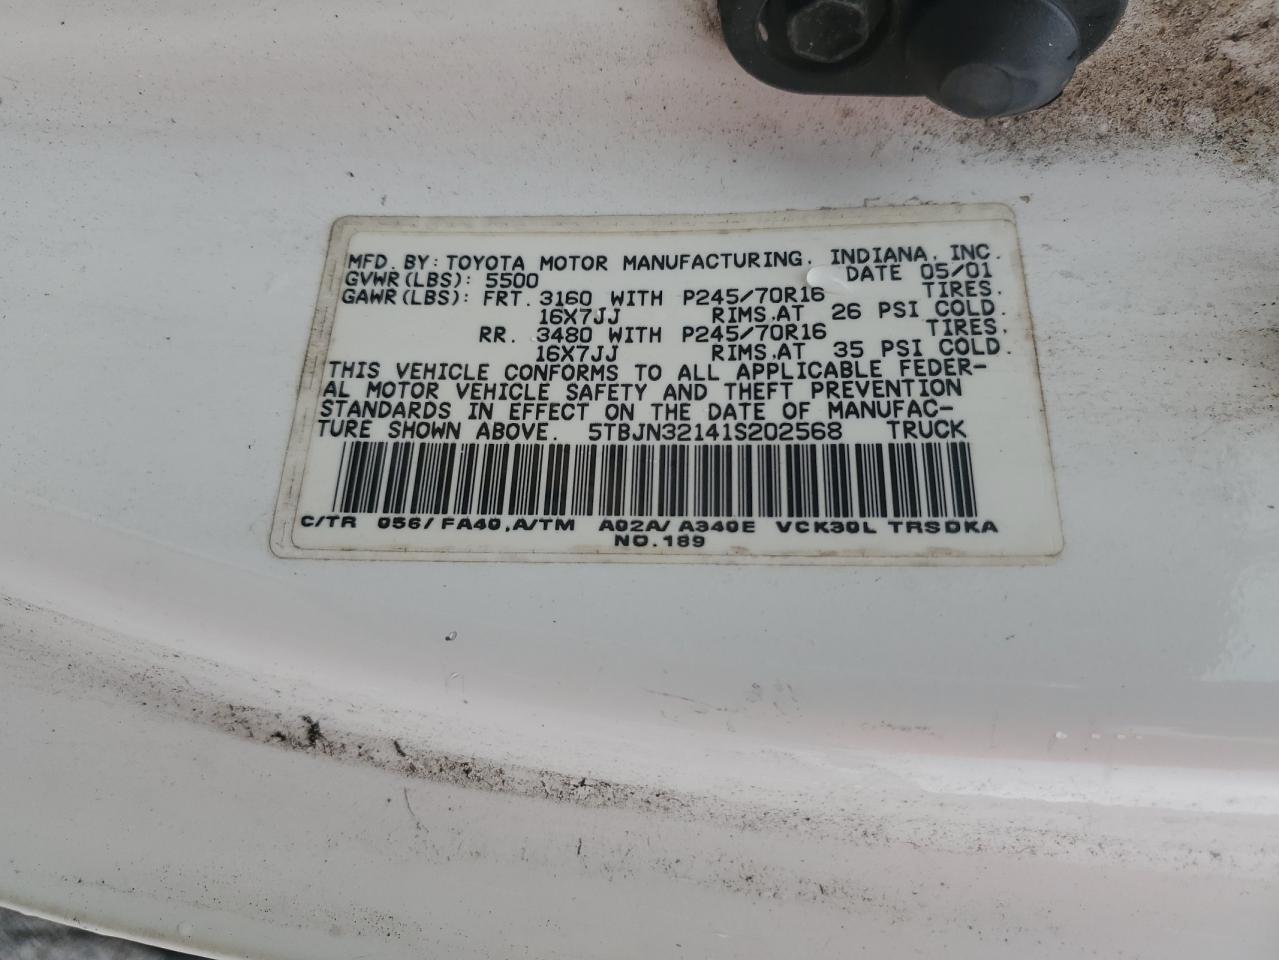 MFD. BY: TOYOTA MOTOR MANUFACTURING. INDIANA, INC.
GVWR(LBS): 5500 DATE 05/01
GAWR(LBS): FRT. 3160 WITH P245/70R16 TIRES.
16X7JJ RIMS.AT 26 PSI COLD.
RR. 3480 WITH P245/70R16 TIRES.
16X7JJ RIMS.AT 35 PSI COLD.
THIS VEHICLE CONFORMS TO ALL APPLICABLE FEDER-
AL MOTOR VEHICLE SAFETY AND THEFT PREVENTION
STANDARDS IN EFFECT ON THE DATE OF MANUFAC-
TURE SHOWN ABOVE. 5TBJN32141S202568 TRUCK
C/TR 056/FA40,A/TM A02A/A340E VCK30L TRSDKA
NO.189